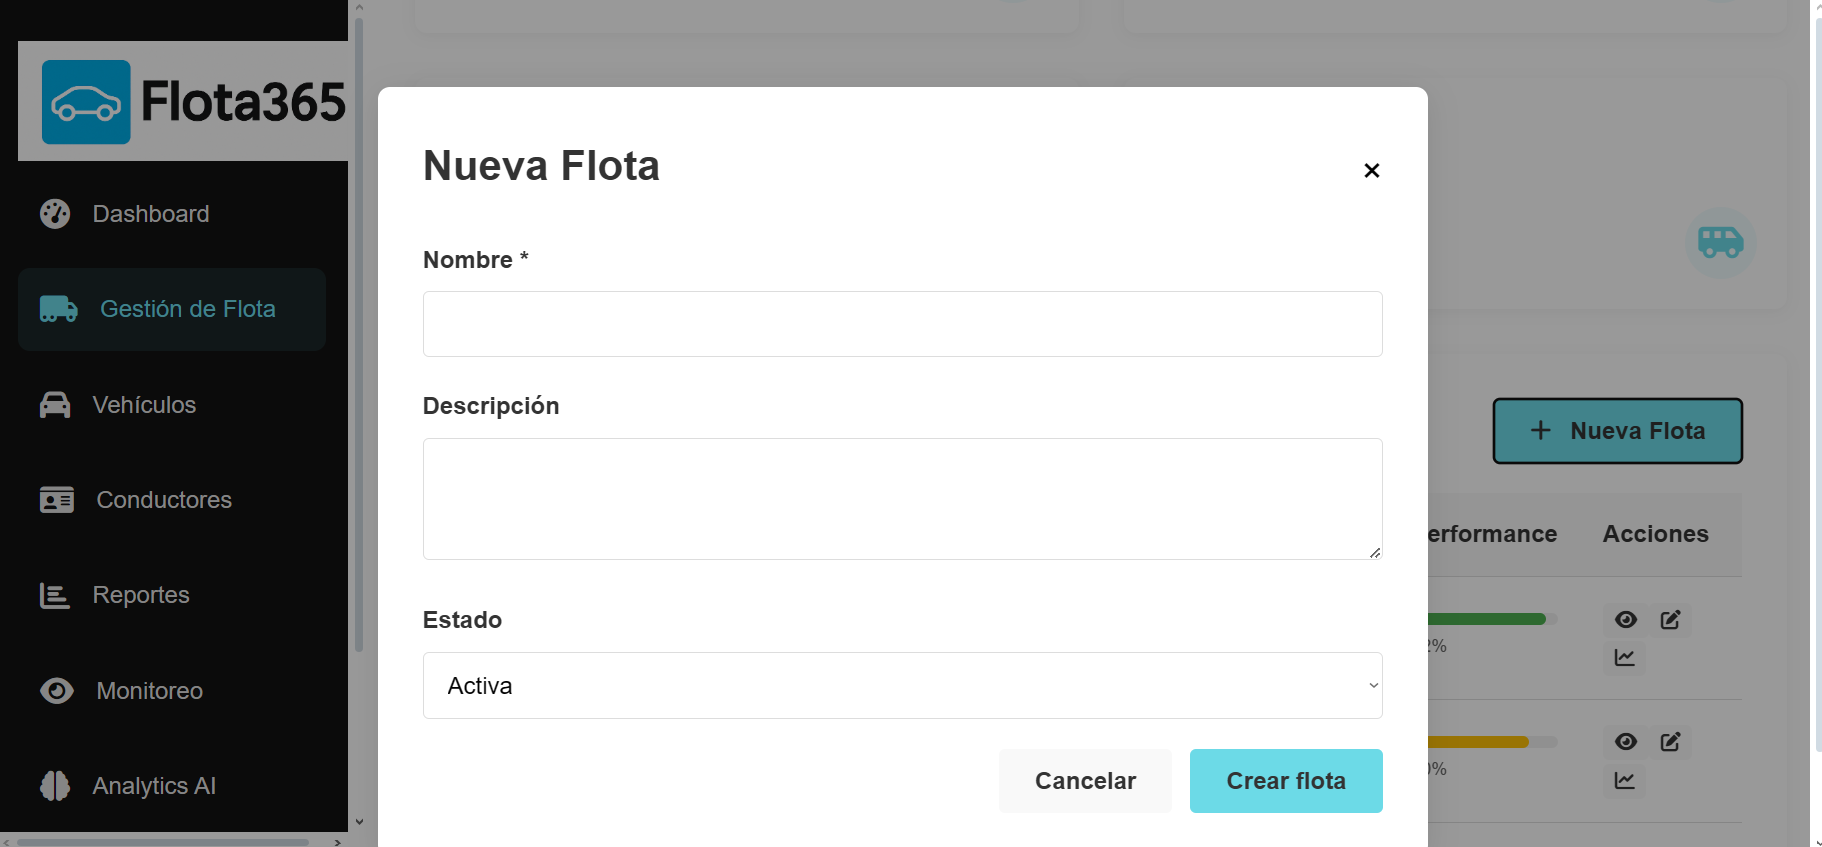 Flota365
Dashboard
Gestión de Flota
Vehículos
Conductores
Reportes
Monitoreo
Analytics AI
Nueva Flota
×
Nombre *
Descripción
Estado
Activa
Cancelar
Crear flota
+ Nueva Flota
erformance
Acciones
2%
0%